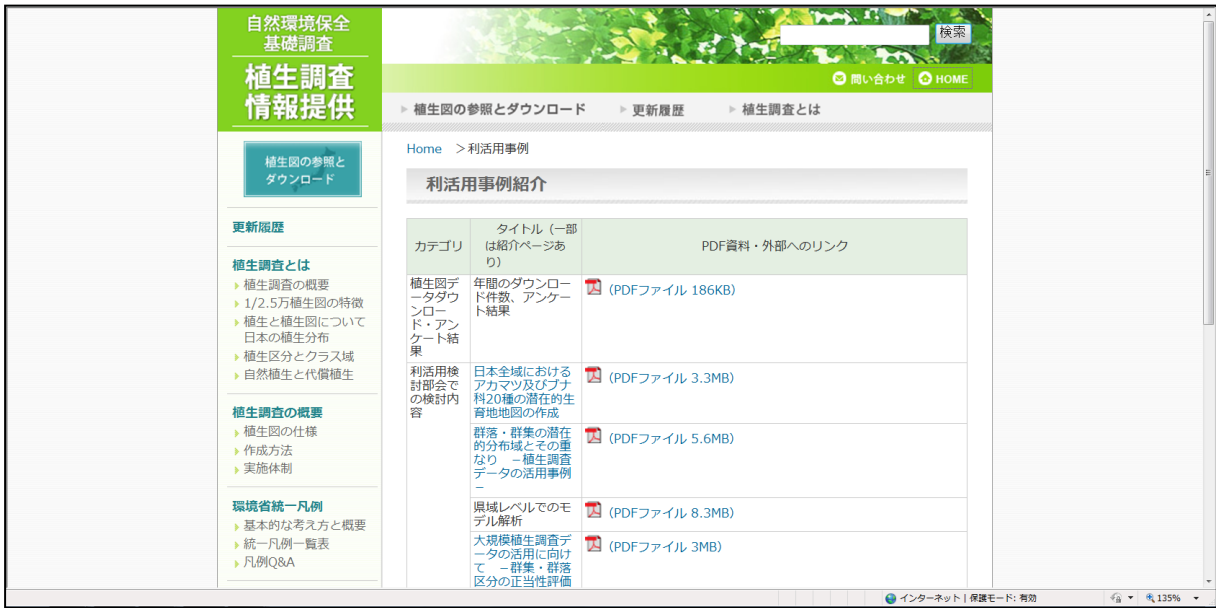 自然環境保全
基礎調査
植生調査
情報提供
検索
問い合わせ
HOME
植生図の参照とダウンロード
更新履歴
植生調査とは
植生図の参照と
ダウンロード
更新履歴
植生調査とは
植生調査の概要
1/2.5万植生図の特徴
植生と植生図について
日本の植生分布
植生区分とクラス域
自然植生と代償植生
植生調査の概要
植生図の仕様
作成方法
実施体制
環境省統一凡例
基本的な考え方と概要
統一凡例一覧表
凡例Q&A
Home >利活用事例
利活用事例紹介
カテゴリ
タイトル(一部
は紹介ページあ
り)
PDF資料・外部へのリンク
植生図デ
ータダウ
ンロー
ド・アン
ケート結
果
年間のダウンロー
ド件数、アンケー
ト結果
(PDFファイル 186KB)
利活用検
討部会で
の検討内
容
日本全域における
アカマツ及びブナ
科20種の潜在的生
育地地図の作成
(PDFファイル 3.3MB)
群落・群集の潜在
的分布域とその重
なり －植生調査
データの活用事例
－
(PDFファイル 5.6MB)
県域レベルでのモ
デル解析
(PDFファイル 8.3MB)
大規模植生調査デ
ータの活用に向け
て －群集・群落
区分の正当性評価
(PDFファイル 3MB)
インターネット | 保護モード: 有効
135%